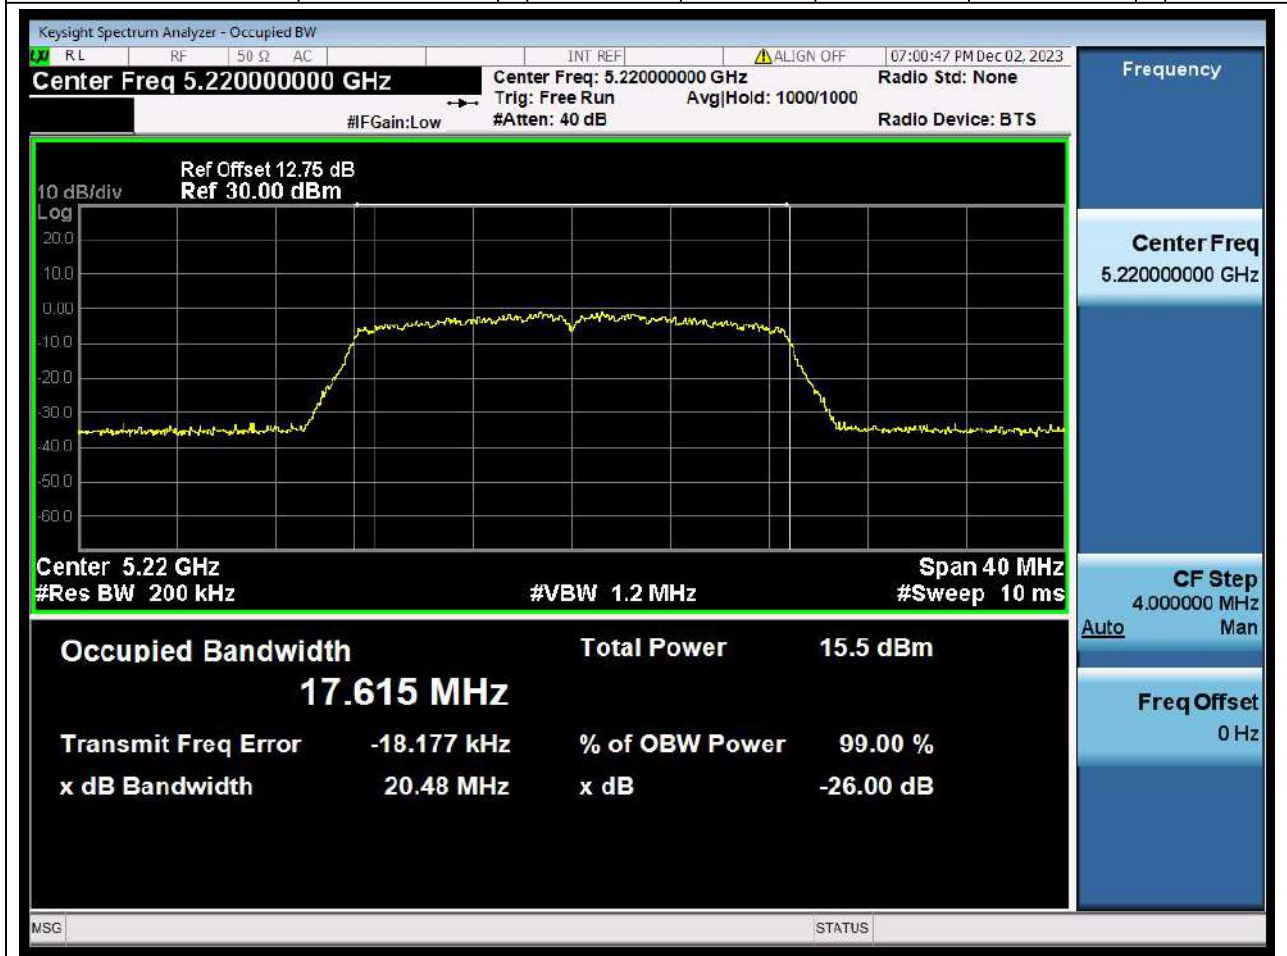 Keysight Spectrum Analyzer - Occupied BW
LXI RL RF 50 Ω AC INT REF ALIGN OFF 07:00:47 PM Dec 02, 2023
Center Freq 5.220000000 GHz
Center Freq: 5.220000000 GHz Radio Std: None
Trig: Free Run Avg|Hold: 1000/1000
#IFGain:Low #Atten: 40 dB Radio Device: BTS
Ref Offset 12.75 dB
10 dB/div Ref 30.00 dBm
Log
20.0
10.0
0.00
-10.0
-20.0
-30.0
-40.0
-50.0
-60.0
Center 5.22 GHz Span 40 MHz
#Res BW 200 kHz #VBW 1.2 MHz #Sweep 10 ms
Occupied Bandwidth Total Power 15.5 dBm
17.615 MHz
Transmit Freq Error -18.177 kHz % of OBW Power 99.00 %
x dB Bandwidth 20.48 MHz x dB -26.00 dB
MSG STATUS
Frequency
Center Freq
5.220000000 GHz
CF Step
4.000000 MHz
Auto Man
Freq Offset
0 Hz